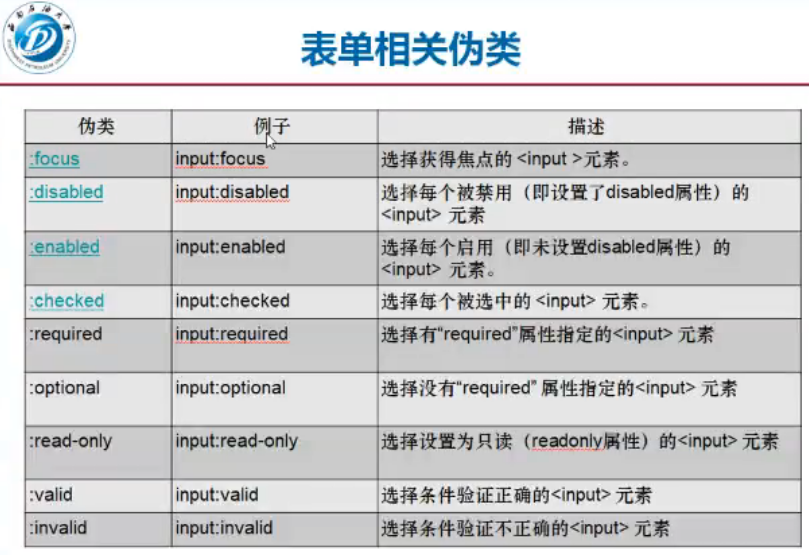 表单相关伪类
伪类 例子 描述
:focus input:focus 选择获得焦点的 <input >元素。
:disabled input:disabled 选择每个被禁用（即设置了disabled属性）的
<input> 元素
:enabled input:enabled 选择每个启用（即未设置disabled属性）的
<input> 元素。
:checked input:checked 选择每个被选中的 <input> 元素。
:required input:required 选择有“required”属性指定的<input> 元素
:optional input:optional 选择没有“required” 属性指定的<input> 元素
:read-only input:read-only 选择设置为只读（readonly属性）的<input> 元素
:valid input:valid 选择条件验证正确的<input> 元素
:invalid input:invalid 选择条件验证不正确的<input> 元素